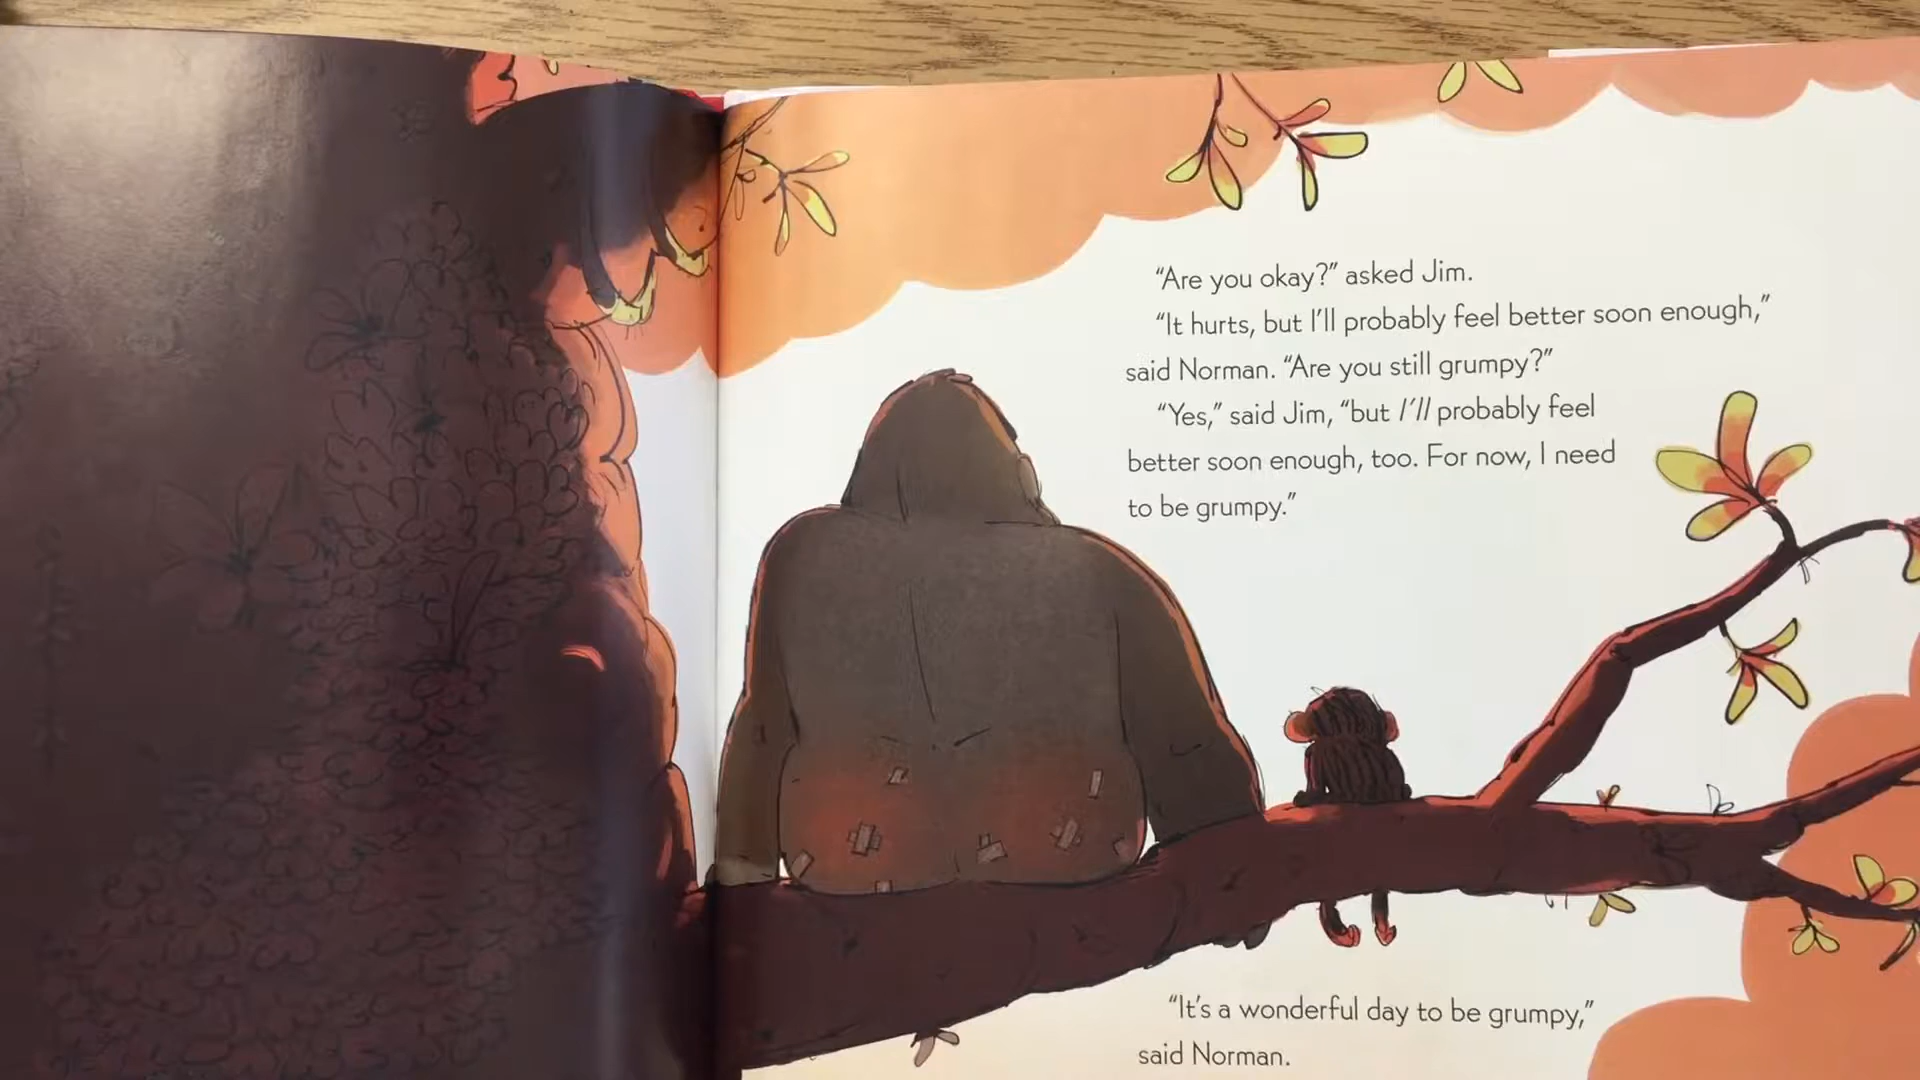 “Are you okay?” asked Jim.
“It hurts, but I’ll probably feel better soon enough,”
said Norman. “Are you still grumpy?”
“Yes,” said Jim, “but I’ll probably feel
better soon enough, too. For now, I need
to be grumpy.”
“It’s a wonderful day to be grumpy,”
said Norman.